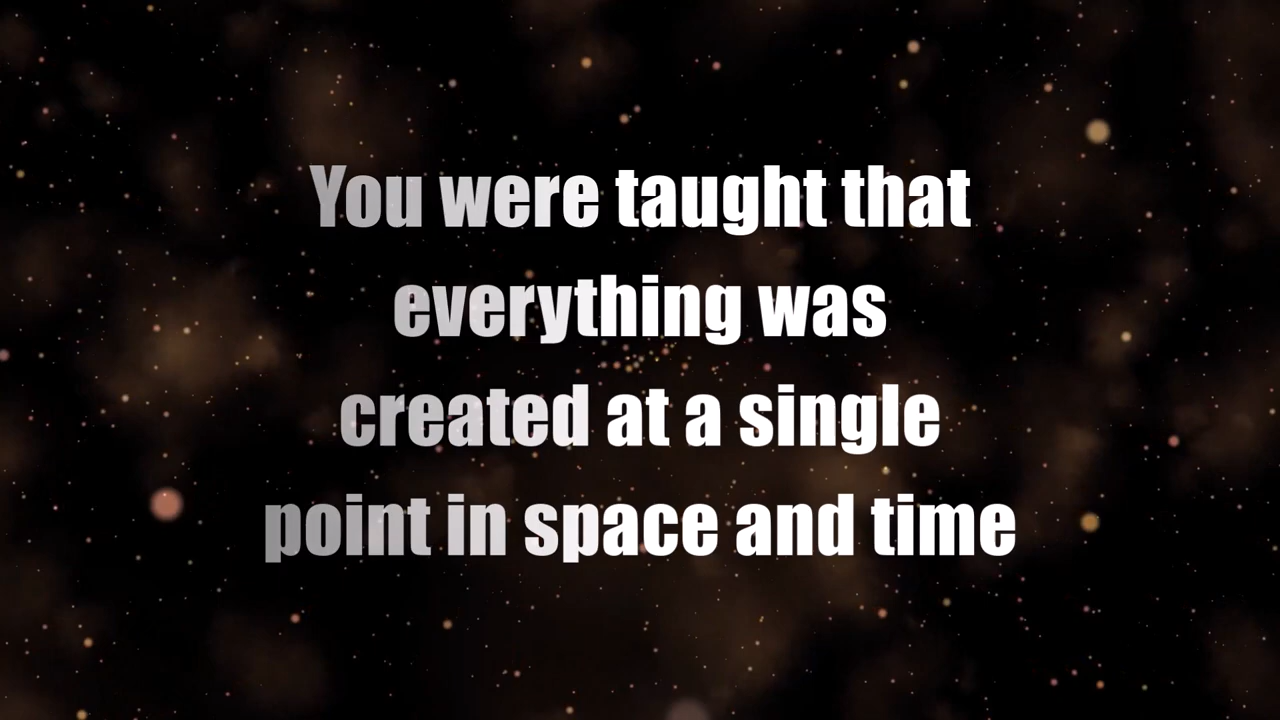 You were taught that
everything was
created at a single
point in space and time